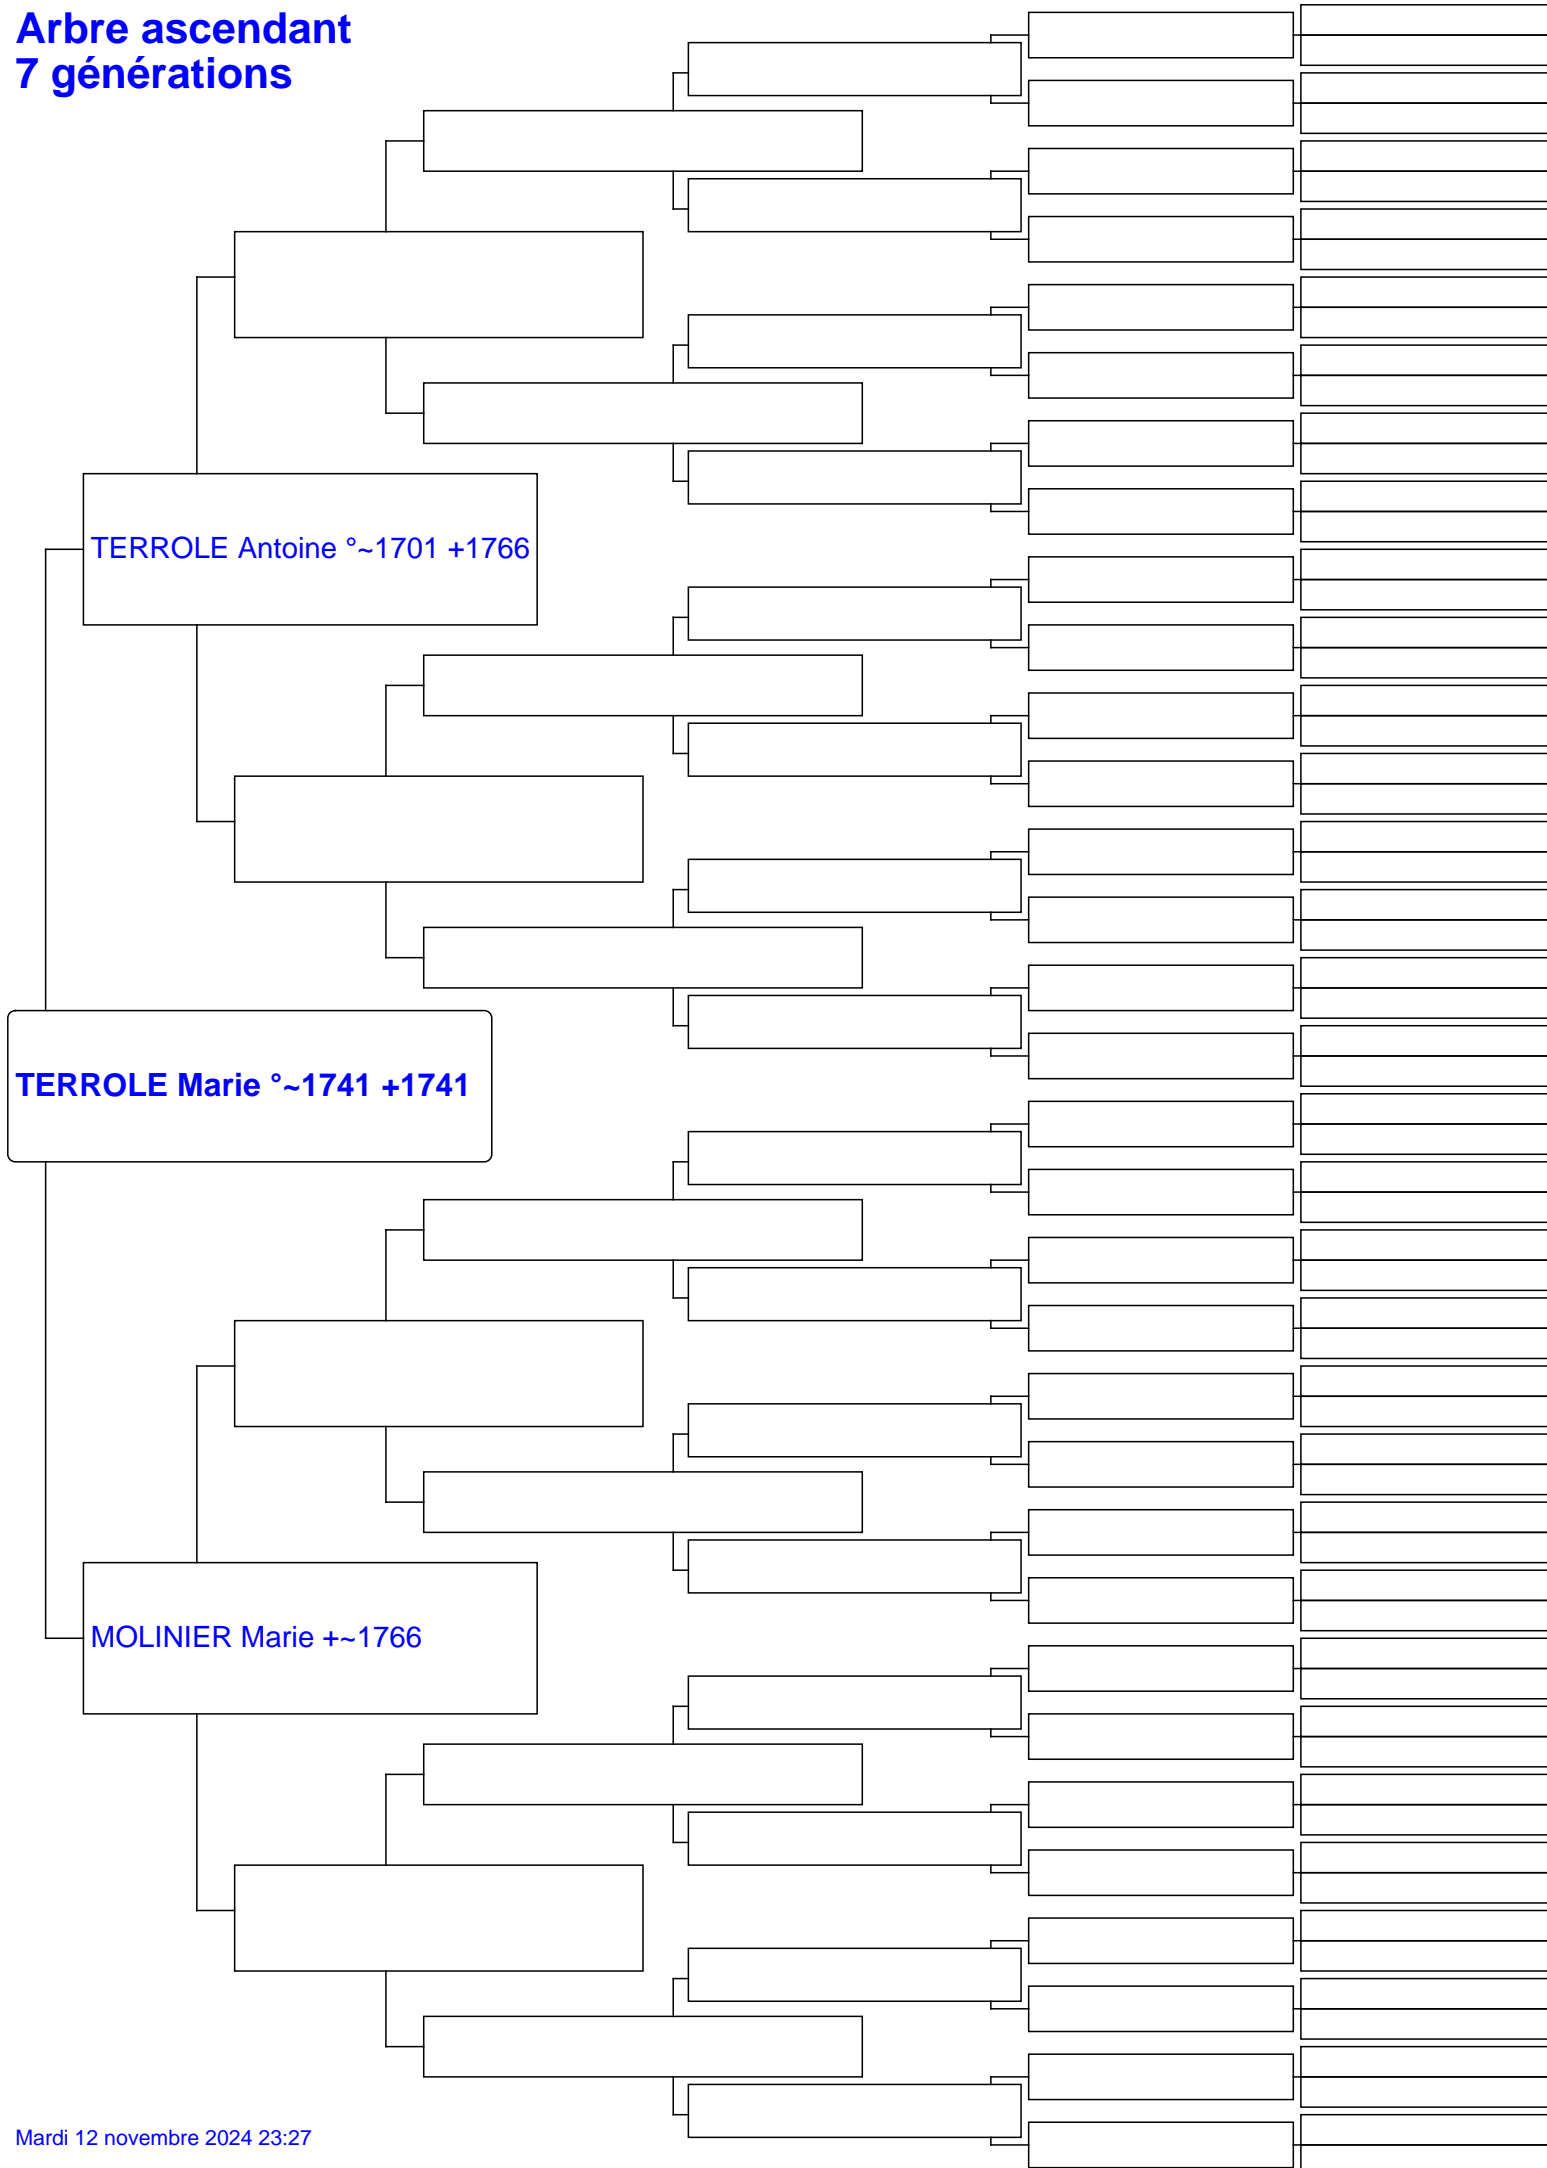 Arbre ascendant
7 générations
TERROLE Antoine °~1701 +1766
TERROLE Marie °~1741 +1741
MOLINIER Marie +~1766
Mardi 12 novembre 2024 23:27